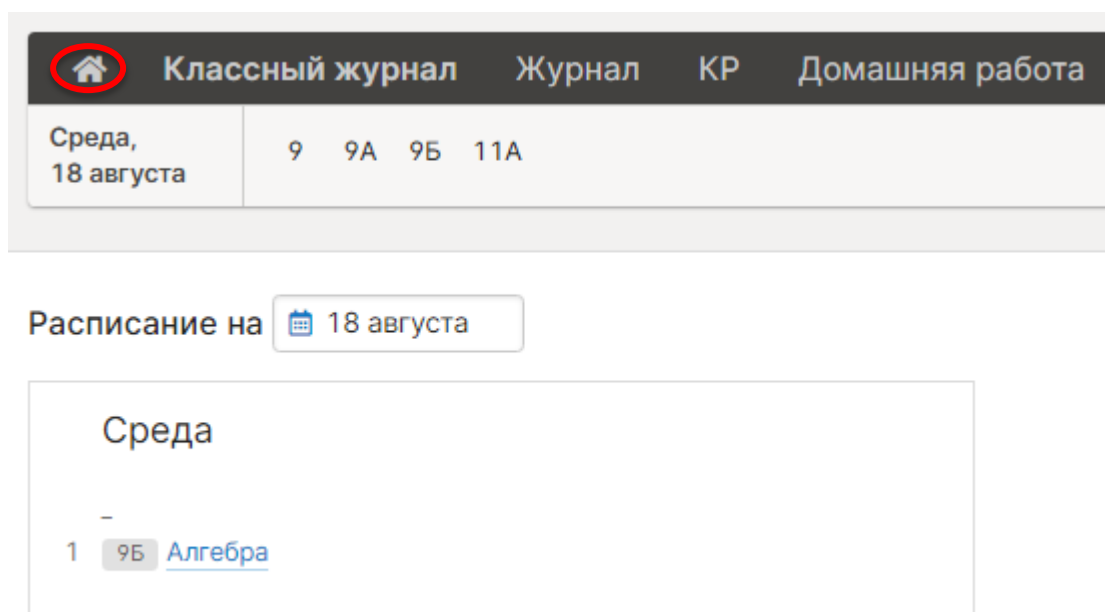 Классный журнал Журнал КР Домашняя работа
Среда,
18 августа
9 9А 9Б 11А
Расписание на 18 августа
Среда
–
1 9Б Алгебра